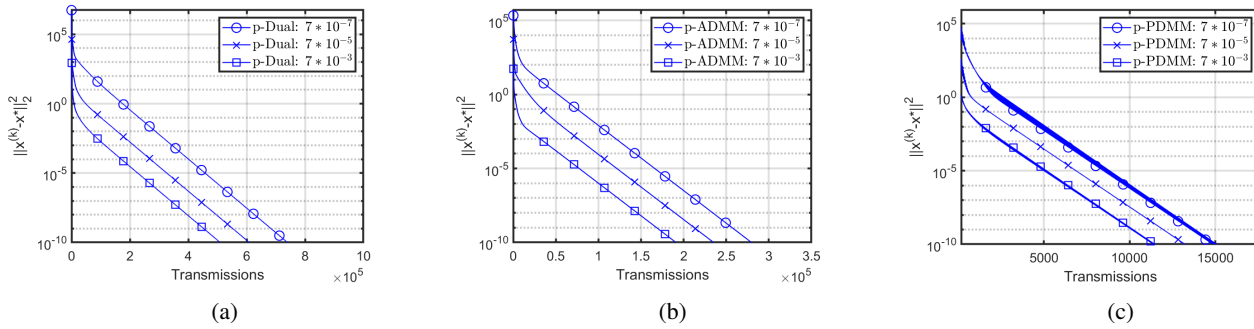 ||x^(k)-x*||_2^2
10^5
10^0
10^-5
10^-10
p-Dual: 7 * 10^-7
p-Dual: 7 * 10^-5
p-Dual: 7 * 10^-3
0 2 4 6 8 10
Transmissions
×10^5
(a)
||x^(k)-x*||^2
10^5
10^0
10^-5
10^-10
p-ADMM: 7 * 10^-7
p-ADMM: 7 * 10^-5
p-ADMM: 7 * 10^-3
0 0.5 1 1.5 2 2.5 3 3.5
Transmissions
×10^5
(b)
||x^(k)-x*||^2
10^5
10^0
10^-5
10^-10
p-PDMM: 7 * 10^-7
p-PDMM: 7 * 10^-5
p-PDMM: 7 * 10^-3
5000 10000 15000
Transmissions
(c)